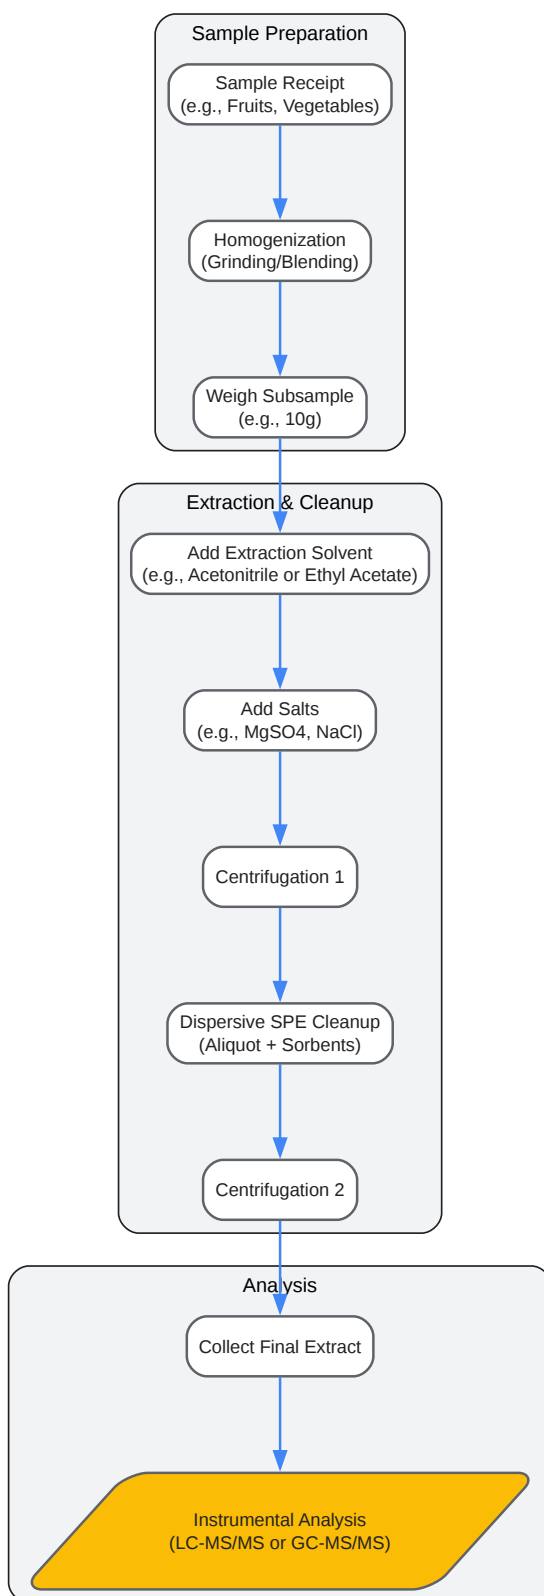 Sample Preparation
Sample Receipt
(e.g., Fruits, Vegetables)
Homogenization
(Grinding/Blending)
Weigh Subsample
(e.g., 10g)
Extraction & Cleanup
Add Extraction Solvent
(e.g., Acetonitrile or Ethyl Acetate)
Add Salts
(e.g., MgSO4, NaCl)
Centrifugation 1
Dispersive SPE Cleanup
(Aliquot + Sorbents)
Centrifugation 2
Analysis
Collect Final Extract
Instrumental Analysis
(LC-MS/MS or GC-MS/MS)